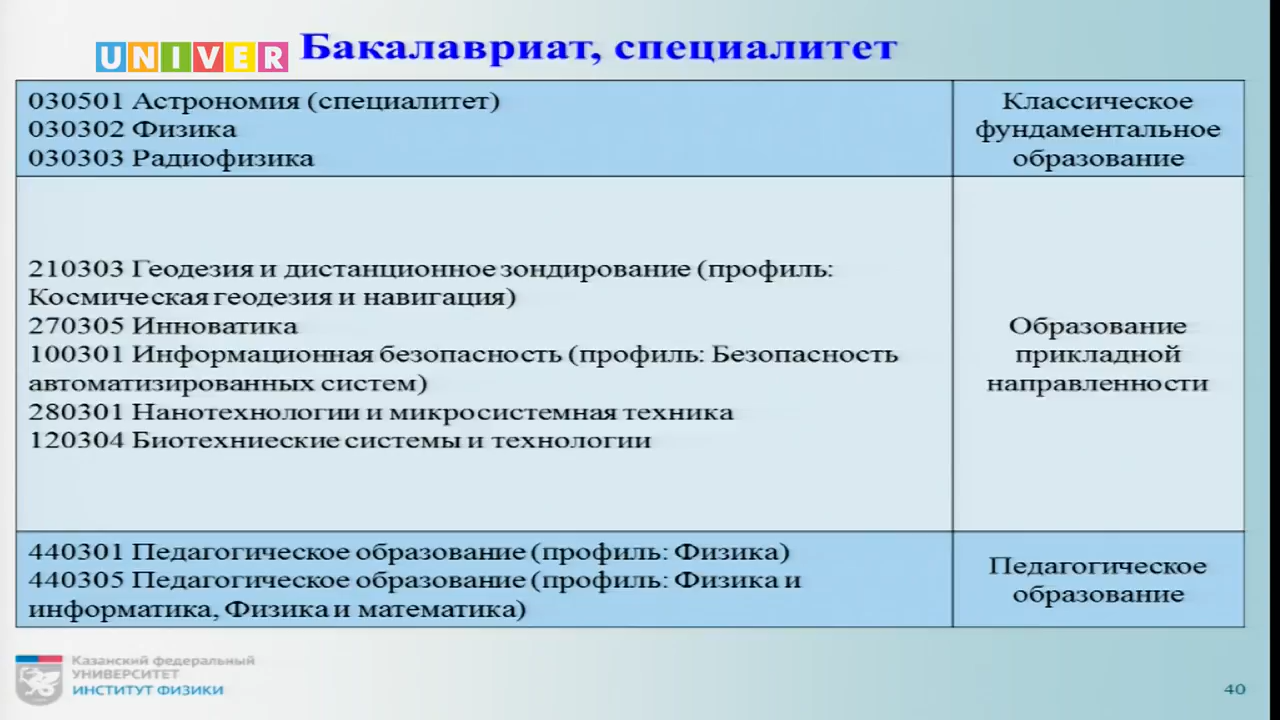 UNIVER
Бакалавриат, специалитет
030501 Астрономия (специалитет)
030302 Физика
030303 Радиофизика
Классическое
фундаментальное
образование
210303 Геодезия и дистанционное зондирование (профиль:
Космическая геодезия и навигация)
270305 Инноватика
100301 Информационная безопасность (профиль: Безопасность
автоматизированных систем)
280301 Нанотехнологии и микросистемная техника
120304 Биотехниеские системы и технологии
Образование
прикладной
направленности
440301 Педагогическое образование (профиль: Физика)
440305 Педагогическое образование (профиль: Физика и
информатика, Физика и математика)
Педагогическое
образование
Казанский федеральный
УНИВЕРСИТЕТ
ИНСТИТУТ ФИЗИКИ
40